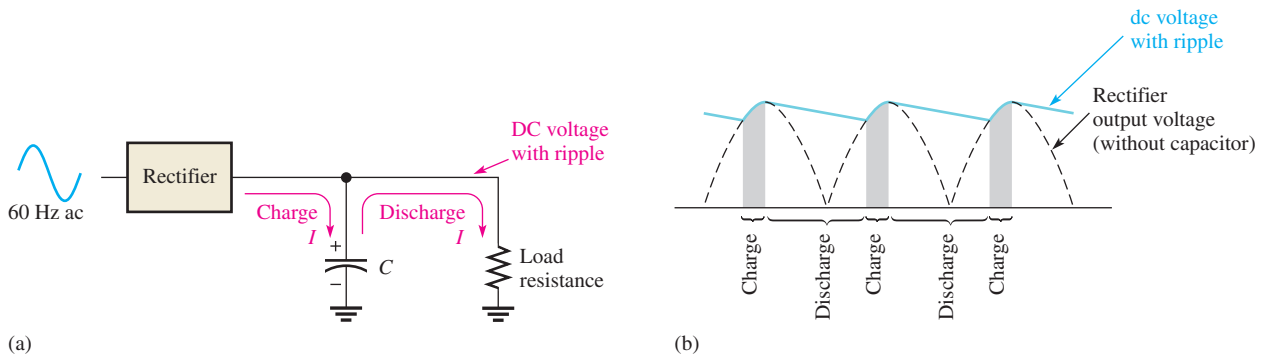 60 Hz ac
Rectifier
DC voltage
with ripple
Charge
I
Discharge
I
+
−
C
Load
resistance
(a)
dc voltage
with ripple
Rectifier
output voltage
(without capacitor)
Charge
Discharge
Charge
Discharge
Charge
(b)